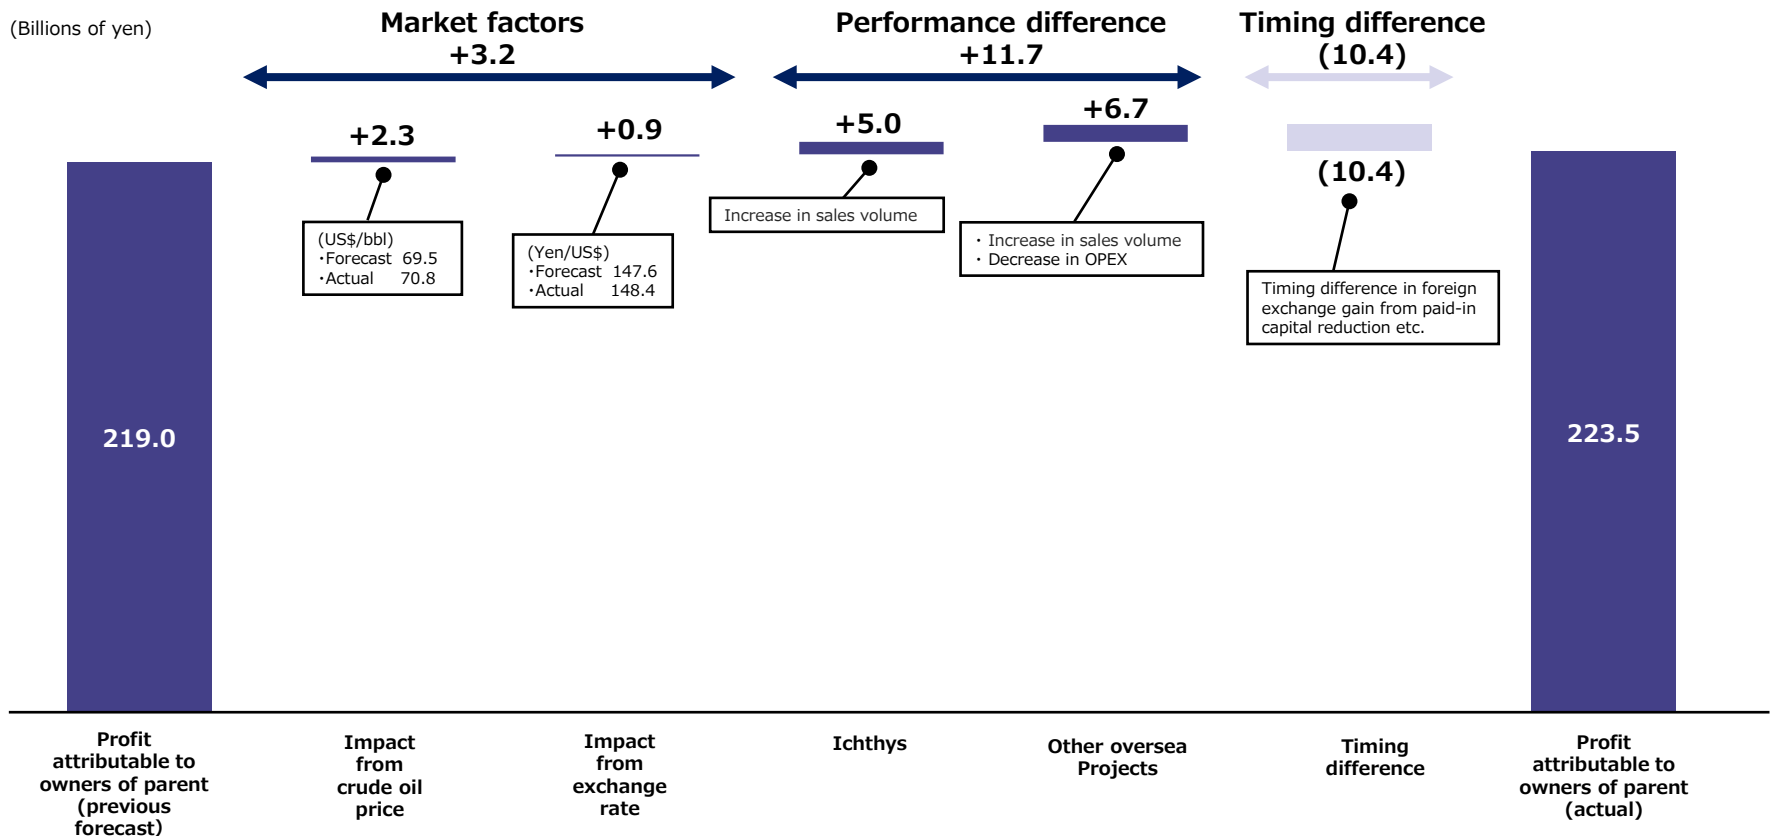 (Billions of yen)
Market factors
+3.2
Performance difference
+11.7
Timing difference
(10.4)
+2.3
+0.9
+5.0
+6.7
(10.4)
(US$/bbl)
・Forecast 69.5
・Actual 70.8
(Yen/US$)
・Forecast 147.6
・Actual 148.4
Increase in sales volume
・Increase in sales volume
・Decrease in OPEX
Timing difference in foreign
exchange gain from paid-in
capital reduction etc.
219.0
223.5
Profit
attributable to
owners of parent
(previous
forecast)
Impact
from
crude oil
price
Impact
from
exchange
rate
Ichthys
Other oversea
Projects
Timing
difference
Profit
attributable to
owners of parent
(actual)